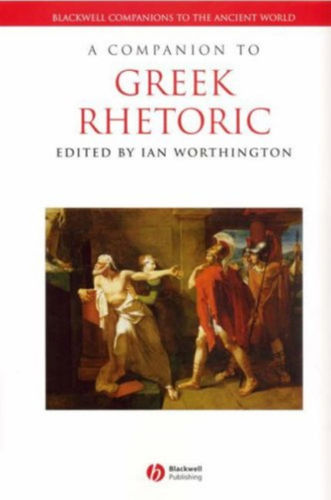 BLACKWELL COMPANIONS TO THE ANCIENT WORLD
A COMPANION TO
GREEK
RHETORIC
EDITED BY IAN WORTHINGTON
Blackwell
Publishing